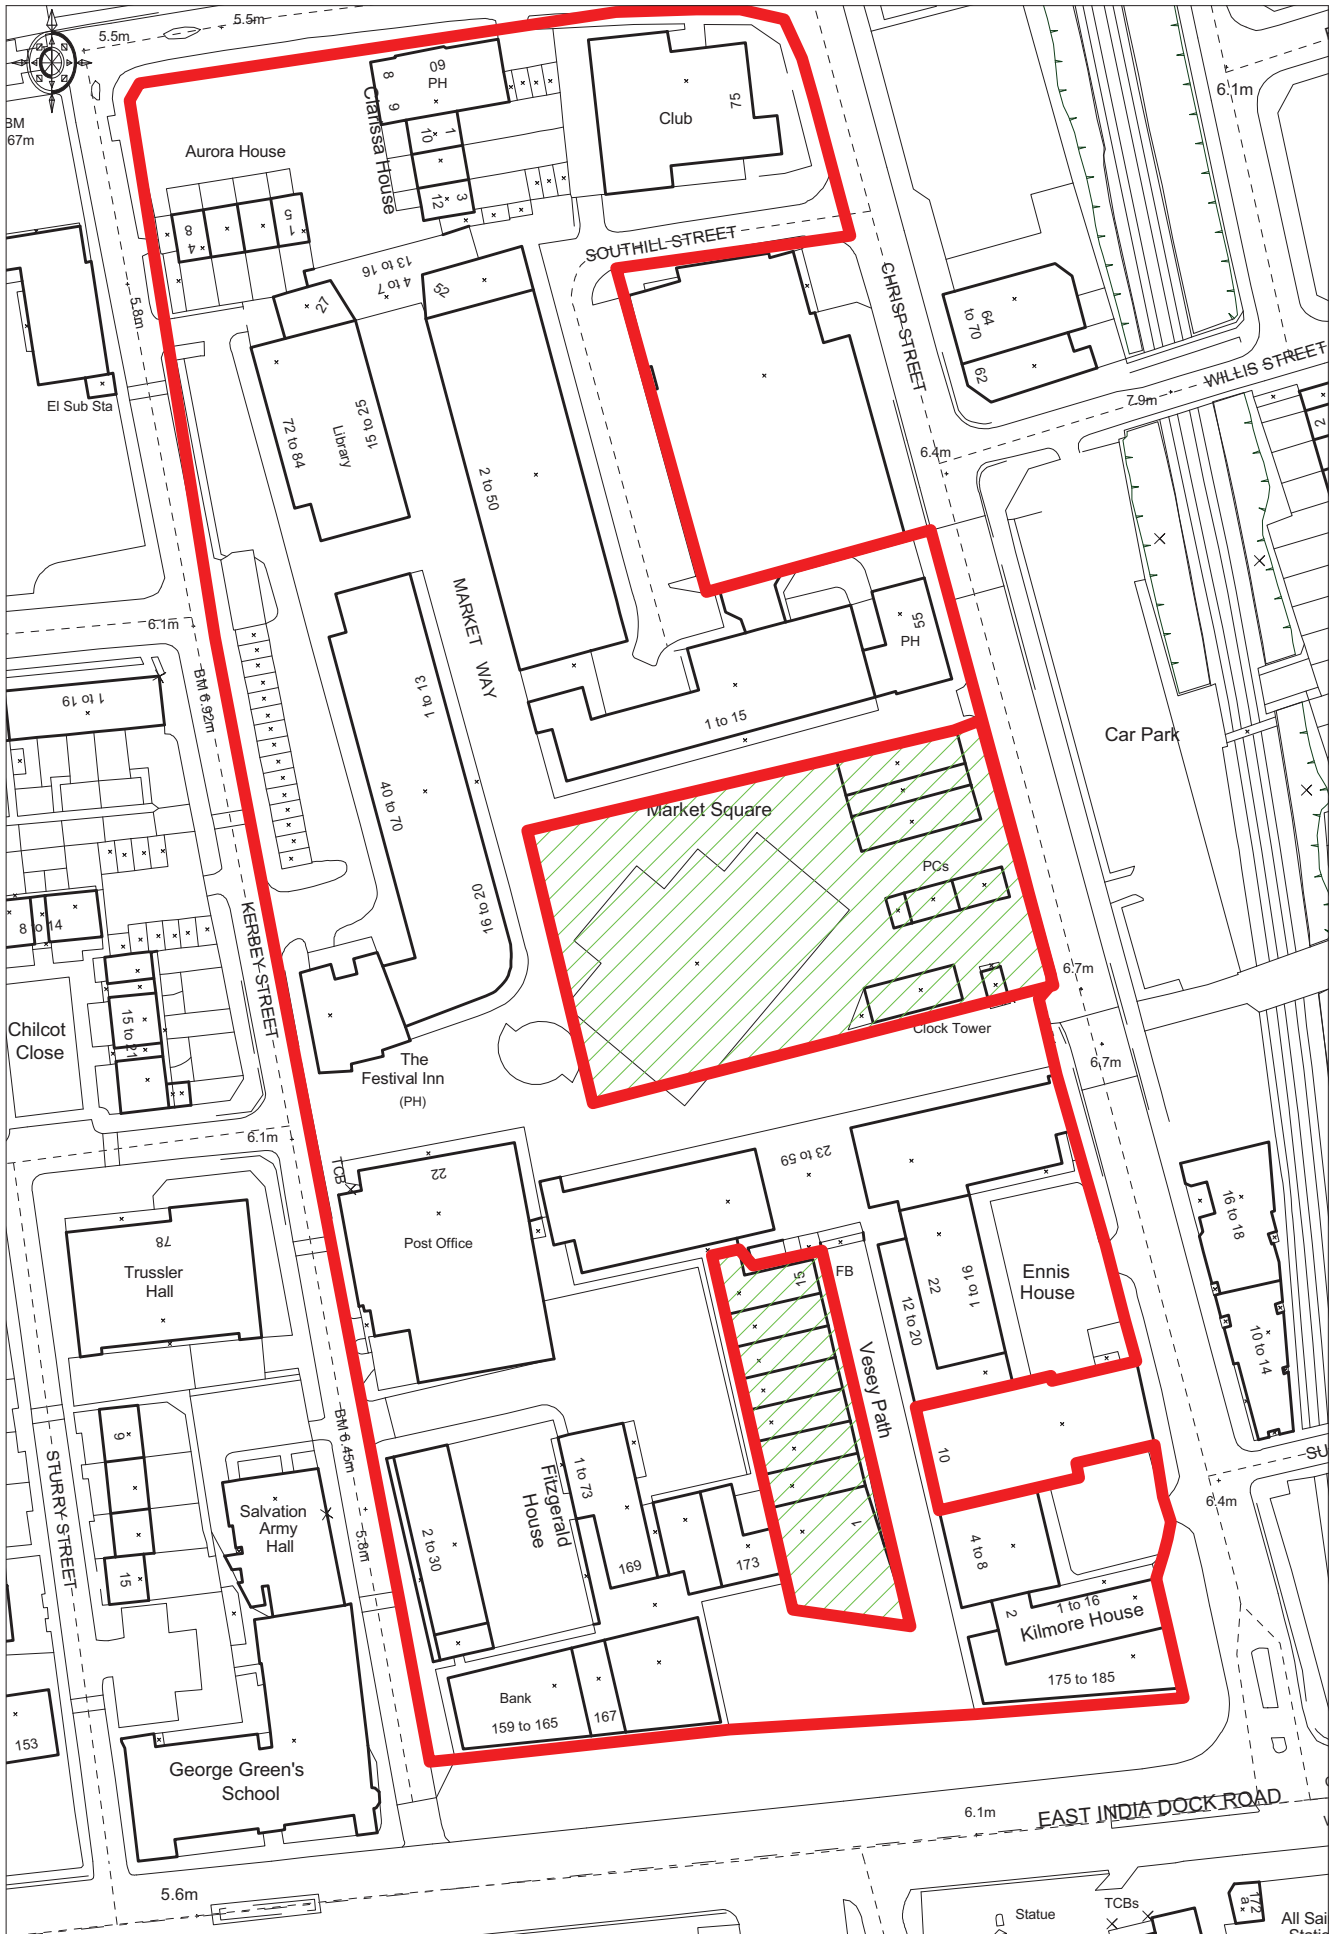 5.5m
5.5m
BM
67m
60
PH
8
9
Clarissa House
1
10
3
12
75
Club
6.1m
Aurora House
8
4
5
1
SOUTHILL STREET
13 to 16
4 to 7
52
27
5.8m
CHRISP STREET
64
to 70
62
WILLIS STREET
7.9m
2
El Sub Sta
15 to 25
Library
72 to 84
2 to 50
6.4m
MARKET WAY
6.1m
BM 6.92m
1 to 19
1 to 13
55
PH
1 to 15
Car Park
40 to 70
Market Square
PCs
16 to 20
8 to 14
KERBEY STREET
6.7m
Clock Tower
15 to 21
Chilcot
Close
The
Festival Inn
(PH)
6.7m
6.1m
TCB
22
23 to 59
Post Office
78
Trussler
Hall
16 to 18
15
FB
Ennis
House
22
1 to 16
12 to 20
10 to 14
Vesey Path
BM 6.45m
9
STURRY STREET
10
SU
6.4m
1 to 73
Fitzgerald
House
Salvation
Army
Hall
2 to 30
5.8m
1
4 to 8
169
173
15
2
1 to 16
Kilmore House
175 to 185
Bank
159 to 165
167
153
George Green's
School
EAST INDIA DOCK ROAD
6.1m
5.6m
Statue
TCBs
172
a
All Sai
Statio